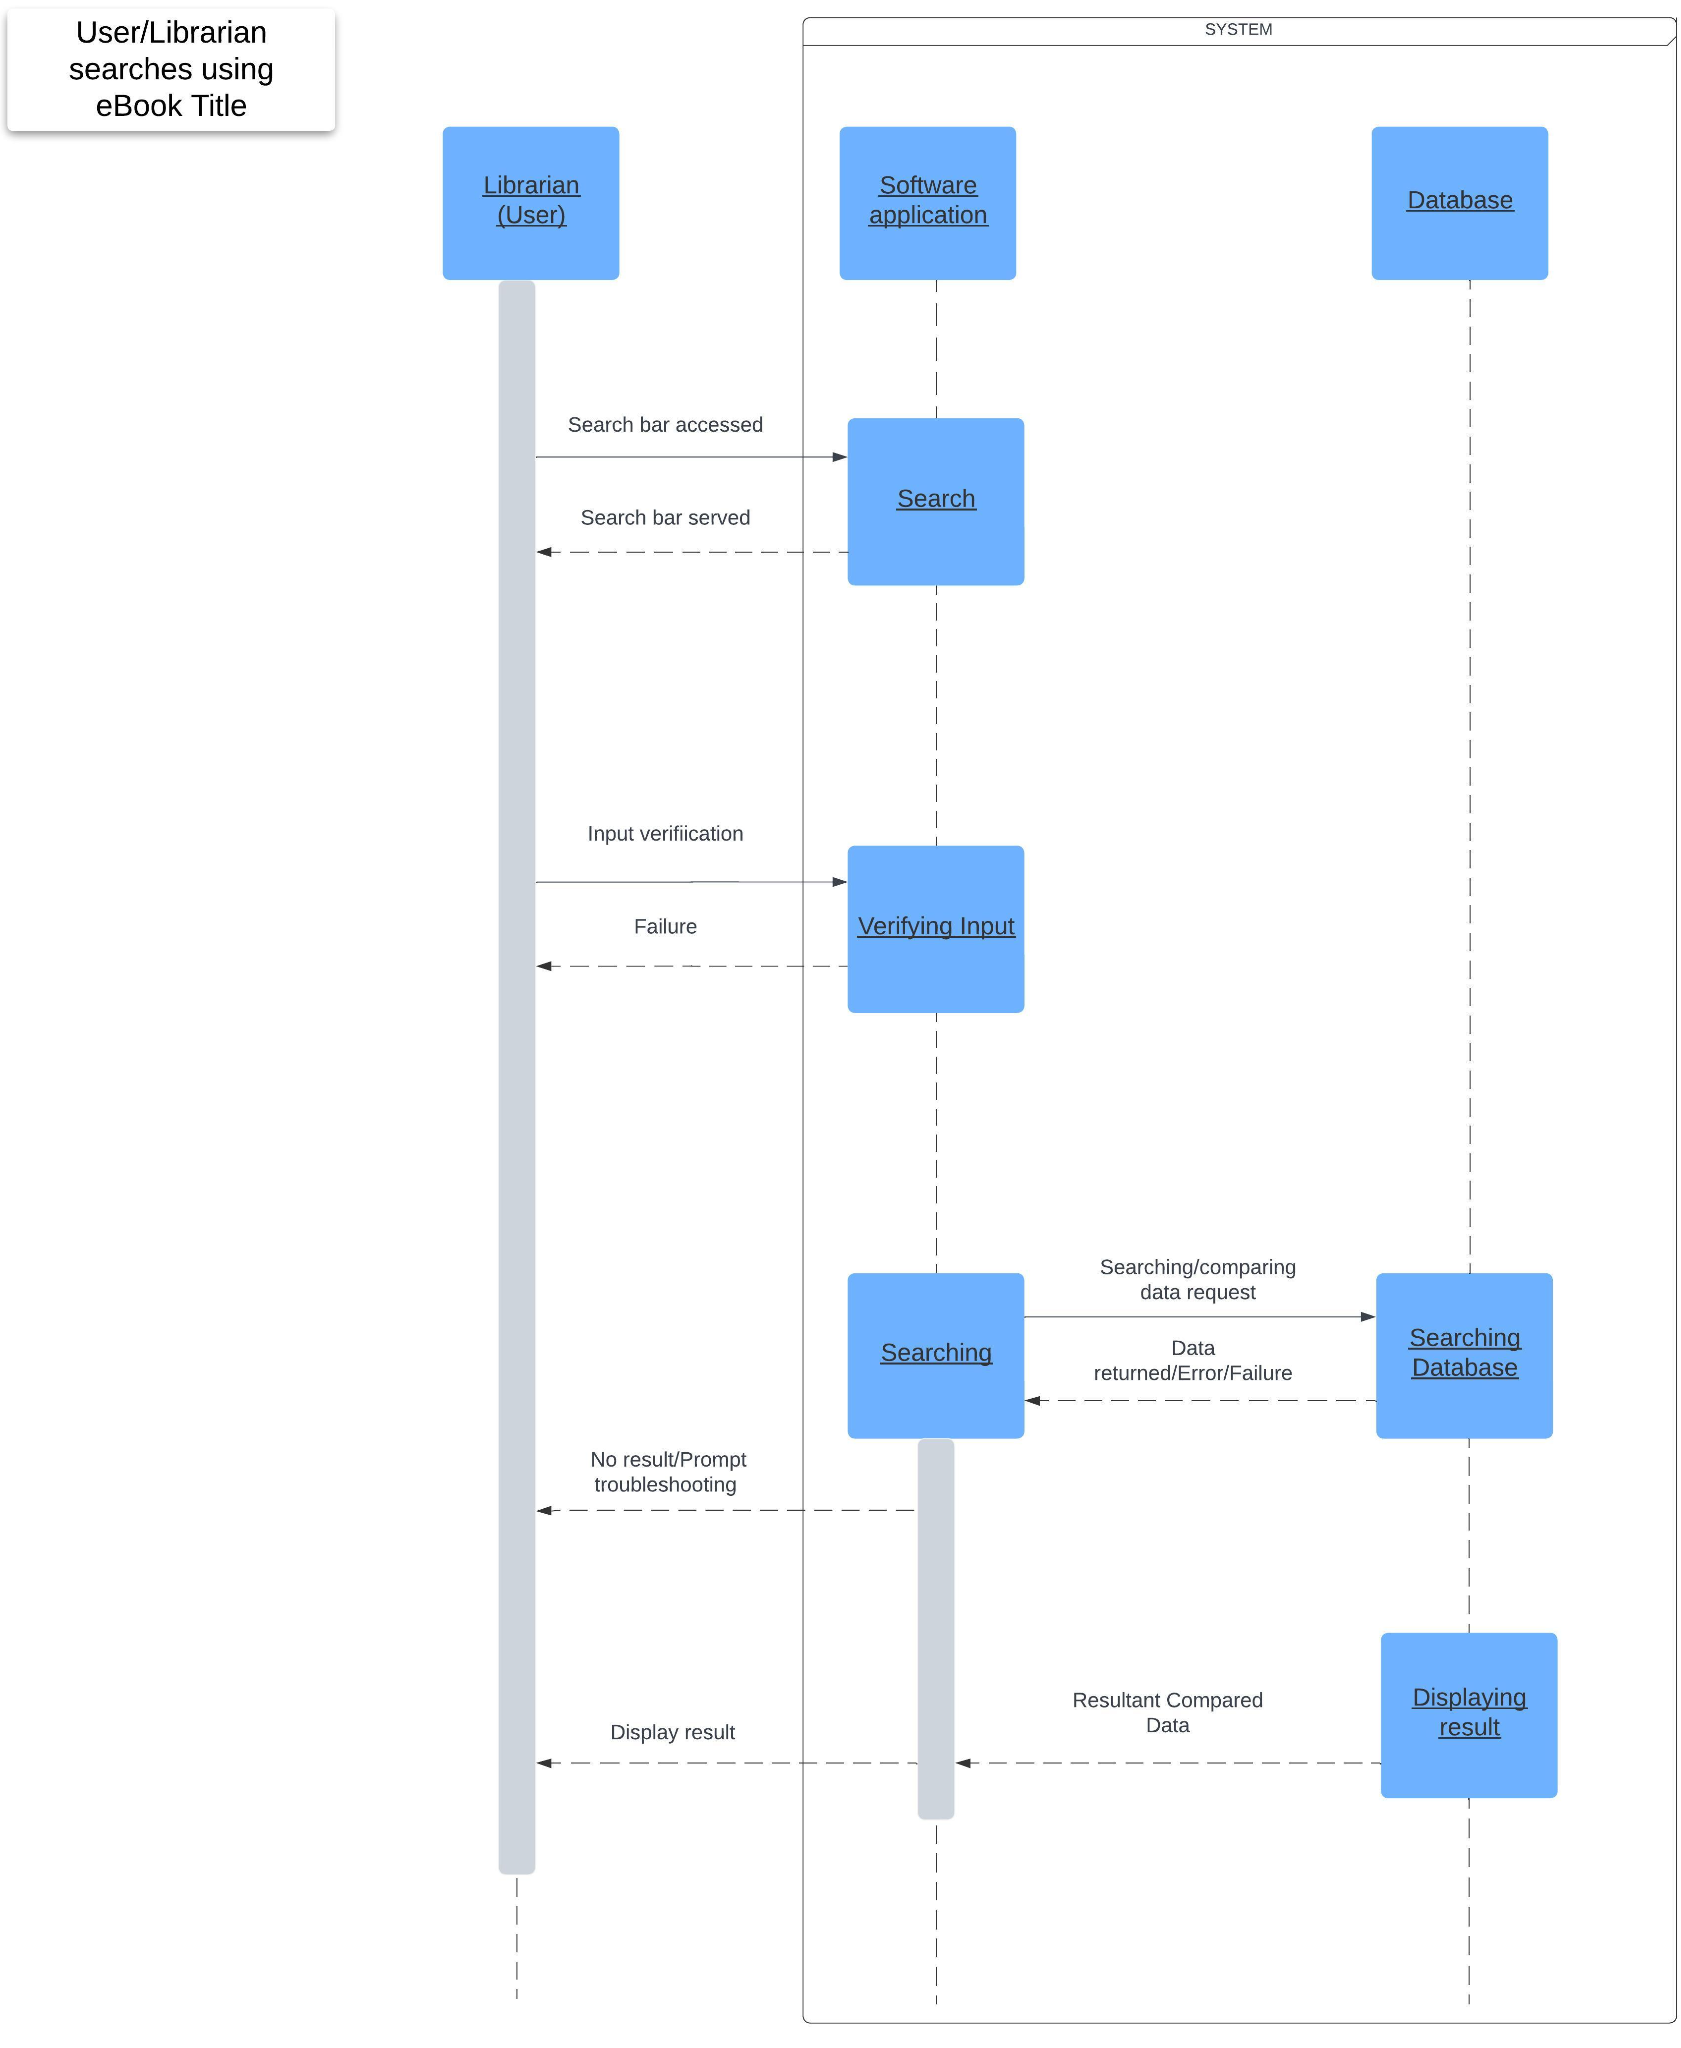 User/Librarian
searches using
eBook Title
SYSTEM
Librarian
(User)
Software
application
Database
Search bar accessed
Search
Search bar served
Input verifiication
Verifying Input
Failure
Searching/comparing
data request
Searching
Searching
Database
Data
returned/Error/Failure
No result/Prompt
troubleshooting
Displaying
result
Resultant Compared
Data
Display result